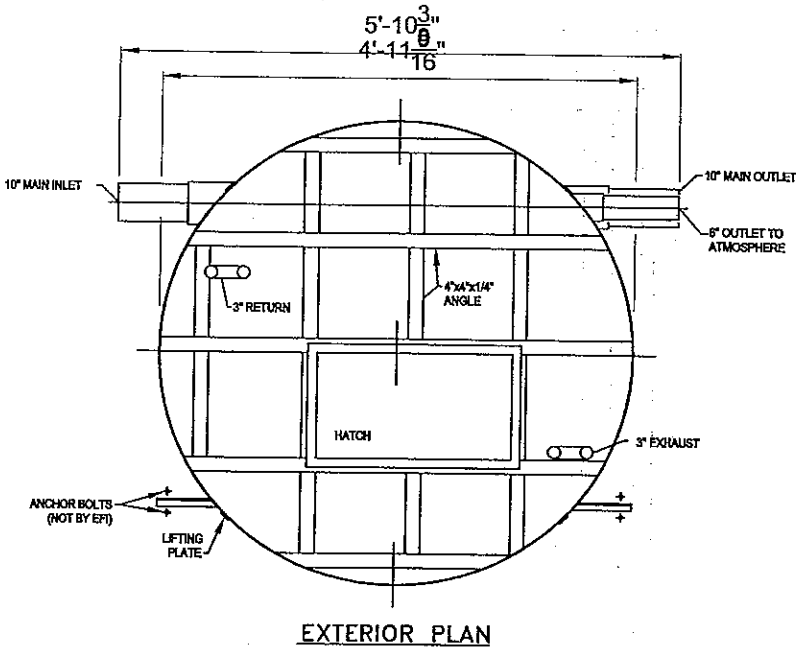 5'-10 3/8"
4'-11 9/16"
10" MAIN INLET
10" MAIN OUTLET
6" OUTLET TO
ATMOSPHERE
4"x4"x1/4"
ANGLE
3" RETURN
HATCH
3" EXHAUST
ANCHOR BOLTS
(NOT BY EFI)
LIFTING
PLATE
EXTERIOR PLAN